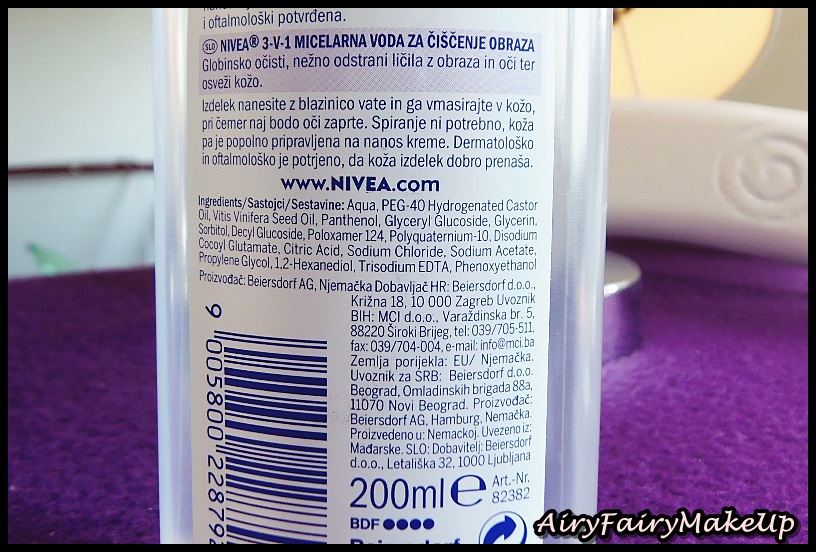 i oftalmološki potvrđena.
SLO NIVEA® 3-V-1 MICELARNA VODA ZA ČIŠČENJE OBRAZA
Globinsko očisti, nežno odstrani ličila z obraza in oči ter
osveži kožo.
Izdelek nanesite z blazinico vate in ga vmasirajte v kožo,
pri čemer naj bodo oči zaprte. Spiranje ni potrebno, koža
pa je popolno pripravljena na nanos kreme. Dermatološko
in oftalmološko je potrjeno, da koža izdelek dobro prenaša.
www.NIVEA.com
Ingredients/Sastojci/Sestavine: Aqua, PEG-40 Hydrogenated Castor
Oil, Vitis Vinifera Seed Oil, Panthenol, Glyceryl Glucoside, Glycerin,
Sorbitol, Decyl Glucoside, Poloxamer 124, Polyquaternium-10, Disodium
Cocoyl Glutamate, Citric Acid, Sodium Chloride, Sodium Acetate,
Propylene Glycol, 1,2-Hexanediol, Trisodium EDTA, Phenoxyethanol
Proizvođač: Beiersdorf AG, Njemačka Dobavljač HR: Beiersdorf d.o.o.,
Križna 18, 10 000 Zagreb Uvoznik
BIH: MCI d.o.o., Varaždinska br. 5,
88220 Široki Brijeg, tel: 039/705-511,
fax: 039/704-004, e-mail: info@mci.ba
Zemlja porijekla: EU/ Njemačka.
Uvoznik za SRB: Beiersdorf d.o.o.
Beograd, Omladinskih brigada 88a,
11070 Novi Beograd. Proizvođač:
Beiersdorf AG, Hamburg, Nemačka.
Proizvedeno u: Nemackoj. Uvezeno iz:
Mađarske. SLO: Dobavitelj: Beiersdorf
d.o.o., Letališka 32, 1000 Ljubljana
9 005800 22879
200ml e Art.-Nr.
82382
BDF
Beiersdorf
AiryFairyMakeUp